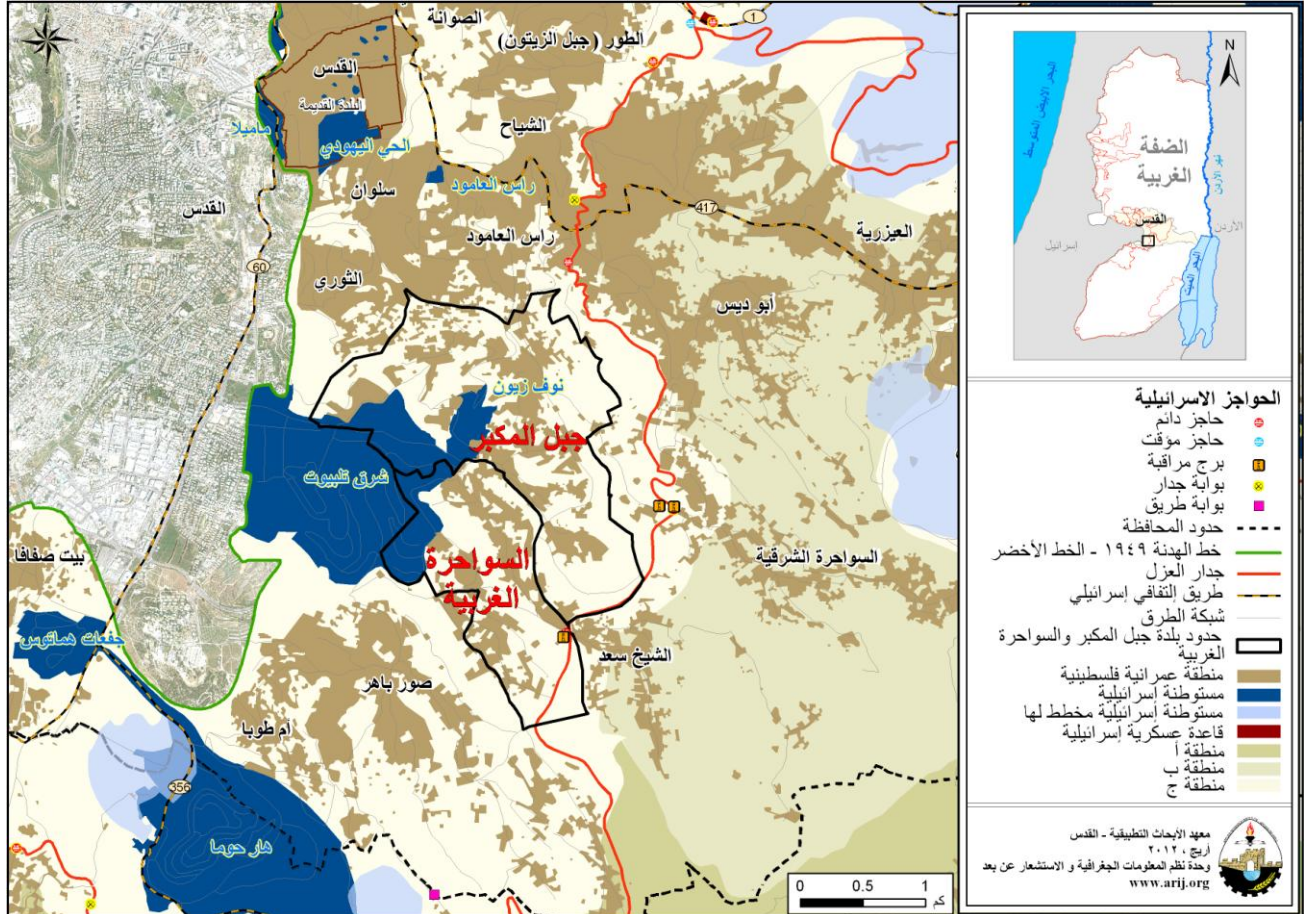 الصوانة
الطور (جبل الزيتون)
1
القدس
البلدة القديمة
ماميلا
الحي اليهودي
الشياح
سلوان
راس العامود
القدس
417
راس العامود
العيزرية
60
الثوري
أبو ديس
نوف زيون
جبل المكبر
شرق تلبيوت
السواحرة الشرقية
السواحرة
الغربية
بيت صفافا
جفعات هماتوس
الشيخ سعد
صور باهر
أم طوبا
356
هار حوما
0 0.5 1
كم
N
البحر الابيض المتوسط
الضفة
الغربية
نهر الاردن
القدس
اسرائيل
الاردن
البحر الميت
الحواجز الاسرائيلية
حاجز دائم
حاجز مؤقت
برج مراقبة
بوابة جدار
بوابة طريق
حدود المحافظة
خط الهدنة ١٩٤٩ - الخط الأخضر
جدار العزل
طريق إلتفافي إسرائيلي
شبكة الطرق
حدود بلدة جبل المكبر والسواحرة
الغربية
منطقة عمرانية فلسطينية
مستوطنة إسرائيلية
مستوطنة إسرائيلية مخطط لها
قاعدة عسكرية إسرائيلية
منطقة أ
منطقة ب
منطقة ج
معهد الأبحاث التطبيقية - القدس
أريج ، ٢٠١٢
وحدة نظم المعلومات الجغرافية و الاستشعار عن بعد
www.arij.org